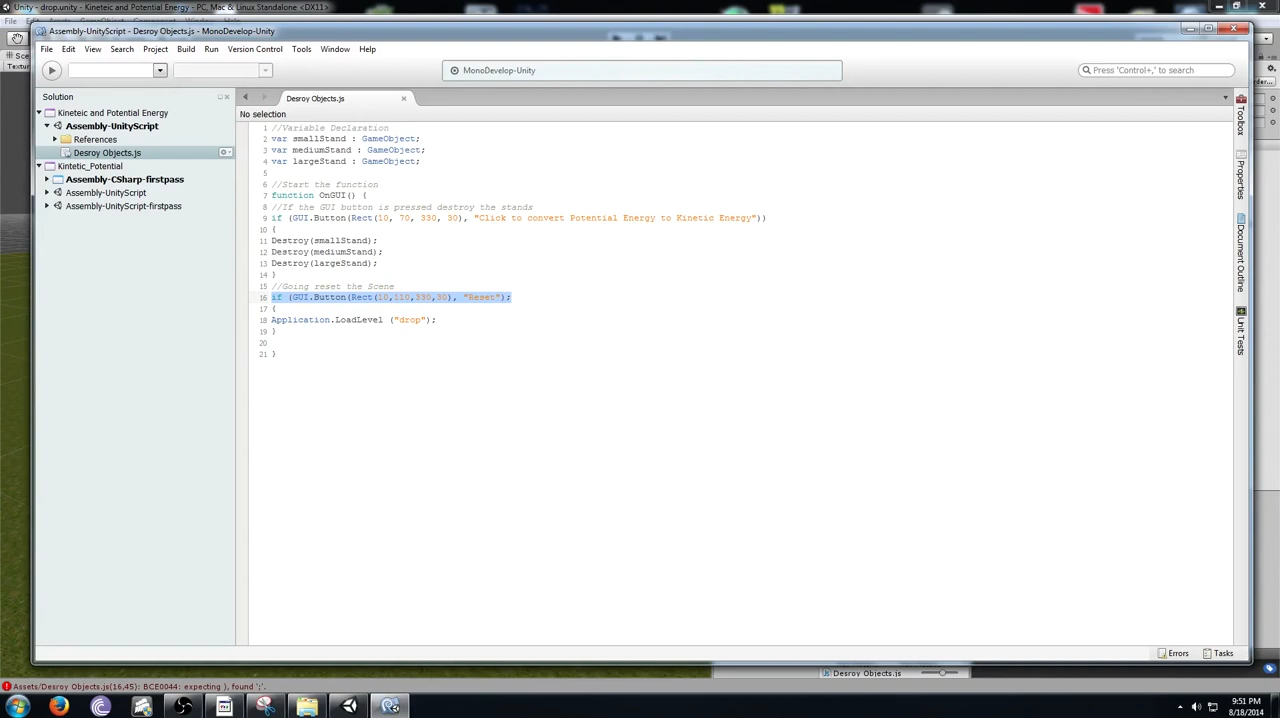 Unity - drop.unity - Kineteic and Potential Energy - PC, Mac & Linux Standalone <DX11>
Assembly-UnityScript - Desroy Objects.js - MonoDevelop-Unity
File Edit View Search Project Build Run Version Control Tools Window Help
MonoDevelop-Unity
Press 'Control+,' to search
Solution
Desroy Objects.js
No selection
Kineteic and Potential Energy
Assembly-UnityScript
References
Desroy Objects.js
Kintetic_Potential
Assembly-CSharp-firstpass
Assembly-UnityScript
Assembly-UnityScript-firstpass
1 //Variable Declaration
2 var smallStand : GameObject;
3 var mediumStand : GameObject;
4 var largeStand : GameObject;
5
6 //Start the function
7 function OnGUI() {
8 //If the GUI button is pressed destroy the stands
9 if (GUI.Button(Rect(10, 70, 330, 30), "Click to convert Potential Energy to Kinetic Energy"))
10 {
11 Destroy(smallStand);
12 Destroy(mediumStand);
13 Destroy(largeStand);
14 }
15 //Going reset the Scene
16 if (GUI.Button(Rect(10,110,330,30), "Reset");
17 {
18 Application.LoadLevel ("drop");
19 }
20
21 }
Toolbox
Properties
Document Outline
Unit Tests
Errors Tasks
Desroy Objects.js
Assets/Desroy Objects.js(16,45): BCE0044: expecting ), found ';'.
9:51 PM
8/18/2014